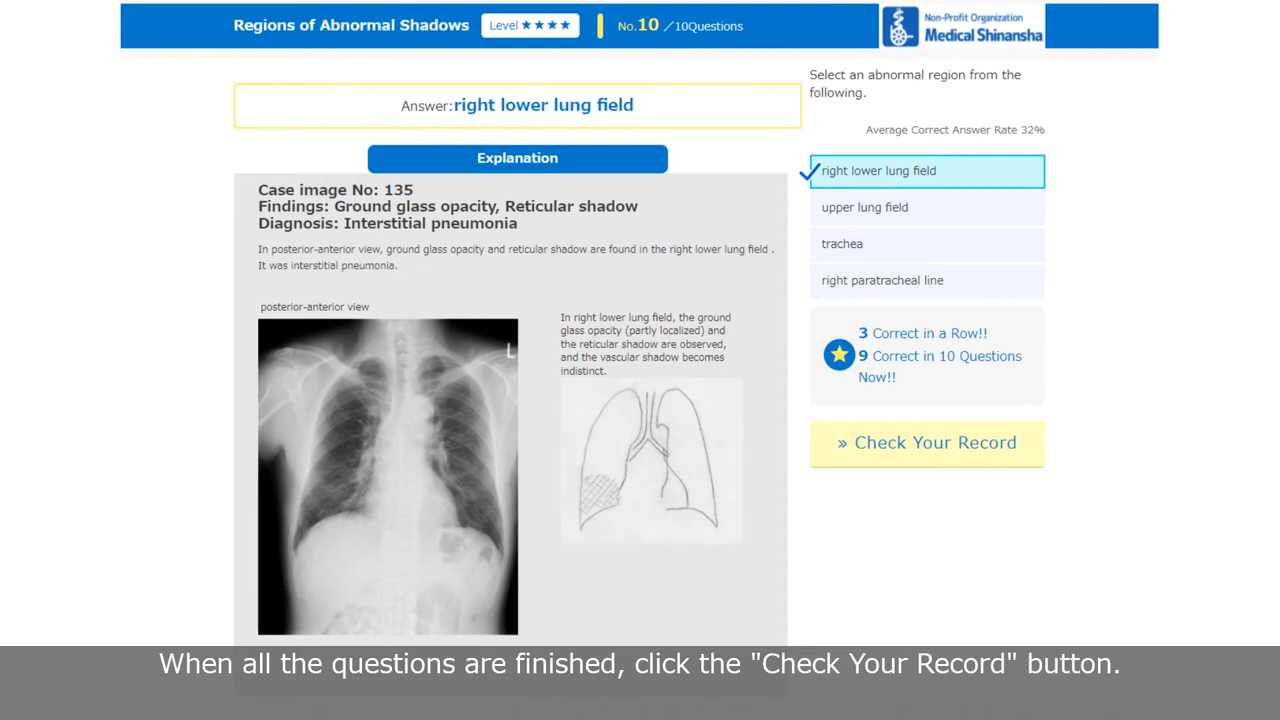 Regions of Abnormal Shadows
Level ★★★★
No.10 /10Questions
Non-Profit Organization
Medical Shinansha
Answer:right lower lung field
Explanation
Case image No: 135
Findings: Ground glass opacity, Reticular shadow
Diagnosis: Interstitial pneumonia
In posterior-anterior view, ground glass opacity and reticular shadow are found in the right lower lung field .
It was interstitial pneumonia.
posterior-anterior view
L
In right lower lung field, the ground
glass opacity (partly localized) and
the reticular shadow are observed,
and the vascular shadow becomes
indistinct.
Select an abnormal region from the
following.
Average Correct Answer Rate 32%
right lower lung field
upper lung field
trachea
right paratracheal line
3 Correct in a Row!!
9 Correct in 10 Questions
Now!!
» Check Your Record
When all the questions are finished, click the "Check Your Record" button.